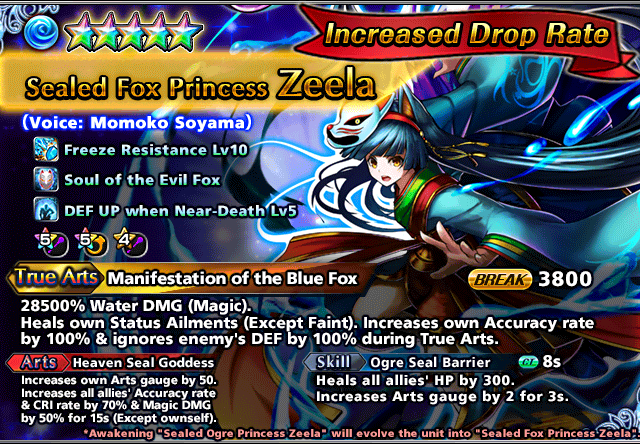 Increased Drop Rate
Sealed Fox Princess Zeela
(Voice: Momoko Soyama)
Freeze Resistance Lv10
Soul of the Evil Fox
DEF UP when Near-Death Lv5
5 5 4
True Arts Manifestation of the Blue Fox BREAK 3800
28500% Water DMG (Magic).
Heals own Status Ailments (Except Faint). Increases own Accuracy rate
by 100% & ignores enemy's DEF by 100% during True Arts.
Arts Heaven Seal Goddess
Increases own Arts gauge by 50.
Increases all allies' Accuracy rate
& CRI rate by 70% & Magic DMG
by 50% for 15s (Except ownself).
Skill Ogre Seal Barrier CT 8s
Heals all allies' HP by 300.
Increases Arts gauge by 2 for 3s.
*Awakening "Sealed Ogre Princess Zeela" will evolve the unit into "Sealed Fox Princess Zeela"